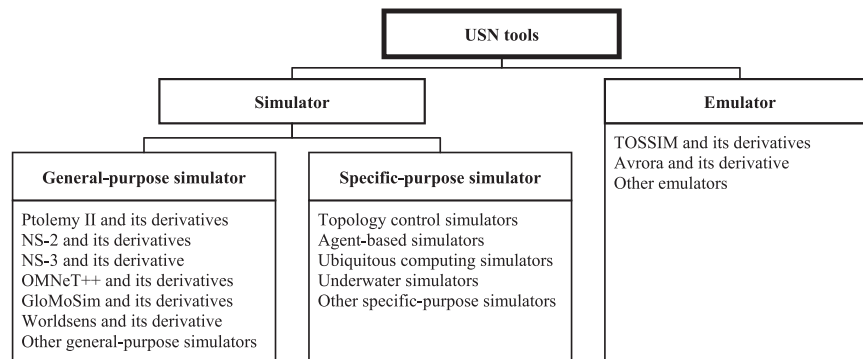 USN tools
Simulator
Emulator
General-purpose simulator
Ptolemy II and its derivatives
NS-2 and its derivatives
NS-3 and its derivative
OMNeT++ and its derivatives
GloMoSim and its derivatives
Worldsens and its derivative
Other general-purpose simulators
Specific-purpose simulator
Topology control simulators
Agent-based simulators
Ubiquitous computing simulators
Underwater simulators
Other specific-purpose simulators
TOSSIM and its derivatives
Avrora and its derivative
Other emulators